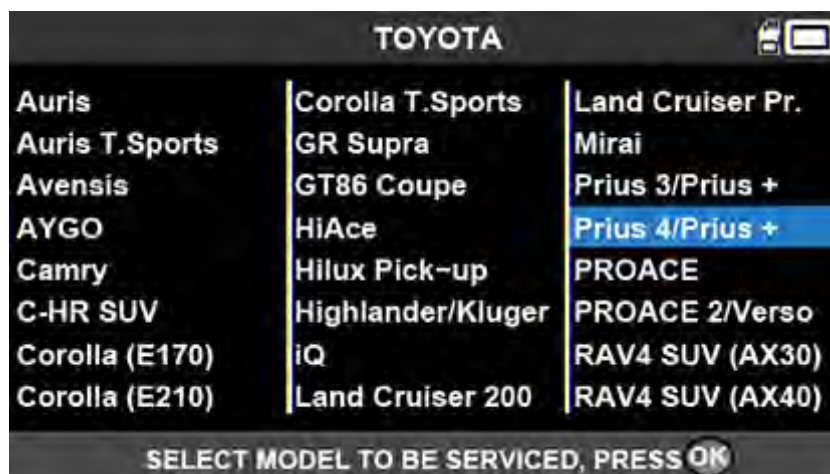 TOYOTA
Auris
Auris T.Sports
Avensis
AYGO
Camry
C-HR SUV
Corolla (E170)
Corolla (E210)
Corolla T.Sports
GR Supra
GT86 Coupe
HiAce
Hilux Pick-up
Highlander/Kluger
iQ
Land Cruiser 200
Land Cruiser Pr.
Mirai
Prius 3/Prius +
Prius 4/Prius +
PROACE
PROACE 2/Verso
RAV4 SUV (AX30)
RAV4 SUV (AX40)
SELECT MODEL TO BE SERVICED, PRESS OK